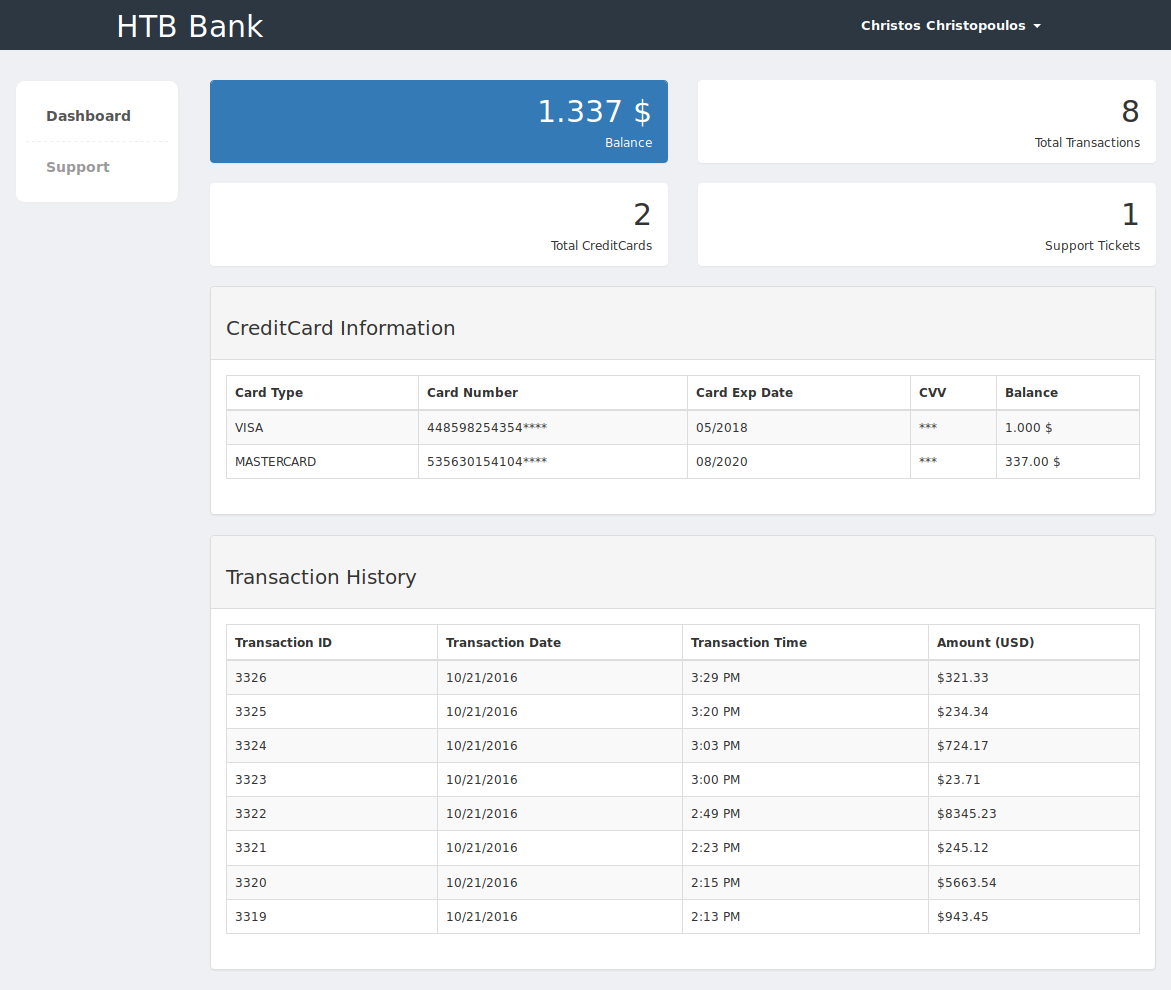 HTB Bank
Christos Christopoulos
Dashboard
Support
1.337 $
Balance
8
Total Transactions
2
Total CreditCards
1
Support Tickets
CreditCard Information
Card Type Card Number Card Exp Date CVV Balance
VISA 448598254354**** 05/2018 *** 1.000 $
MASTERCARD 535630154104**** 08/2020 *** 337.00 $
Transaction History
Transaction ID Transaction Date Transaction Time Amount (USD)
3326 10/21/2016 3:29 PM $321.33
3325 10/21/2016 3:20 PM $234.34
3324 10/21/2016 3:03 PM $724.17
3323 10/21/2016 3:00 PM $23.71
3322 10/21/2016 2:49 PM $8345.23
3321 10/21/2016 2:23 PM $245.12
3320 10/21/2016 2:15 PM $5663.54
3319 10/21/2016 2:13 PM $943.45